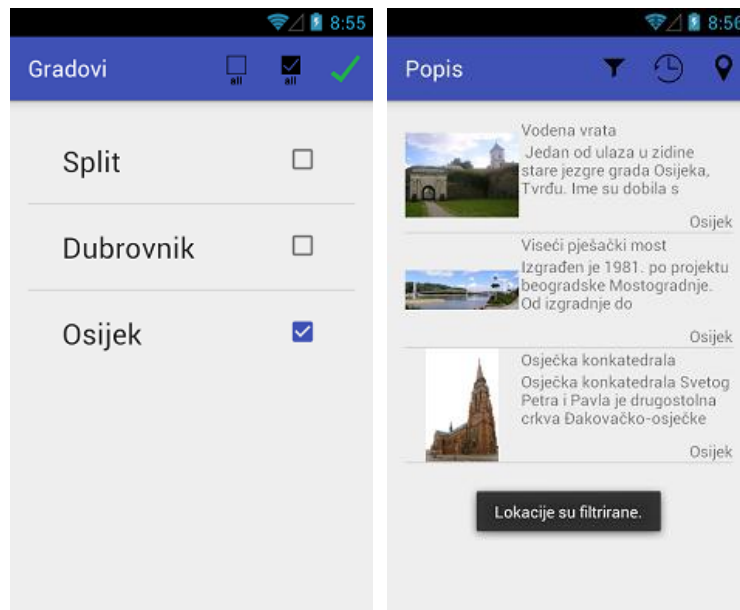 8:55
Gradovi
all
all
Split
Dubrovnik
Osijek
8:56
Popis
Vodena vrata
Jedan od ulaza u zidine
stare jezgre grada Osijeka,
Tvrđu. Ime su dobila s
Osijek
Viseći pješački most
Izgrađen je 1981. po projektu
beogradske Mostogradnje.
Od izgradnje do
Osijek
Osječka konkatedrala
Osječka konkatedrala Svetog
Petra i Pavla je drugostolna
crkva Đakovačko-osječke
Osijek
Lokacije su filtrirane.